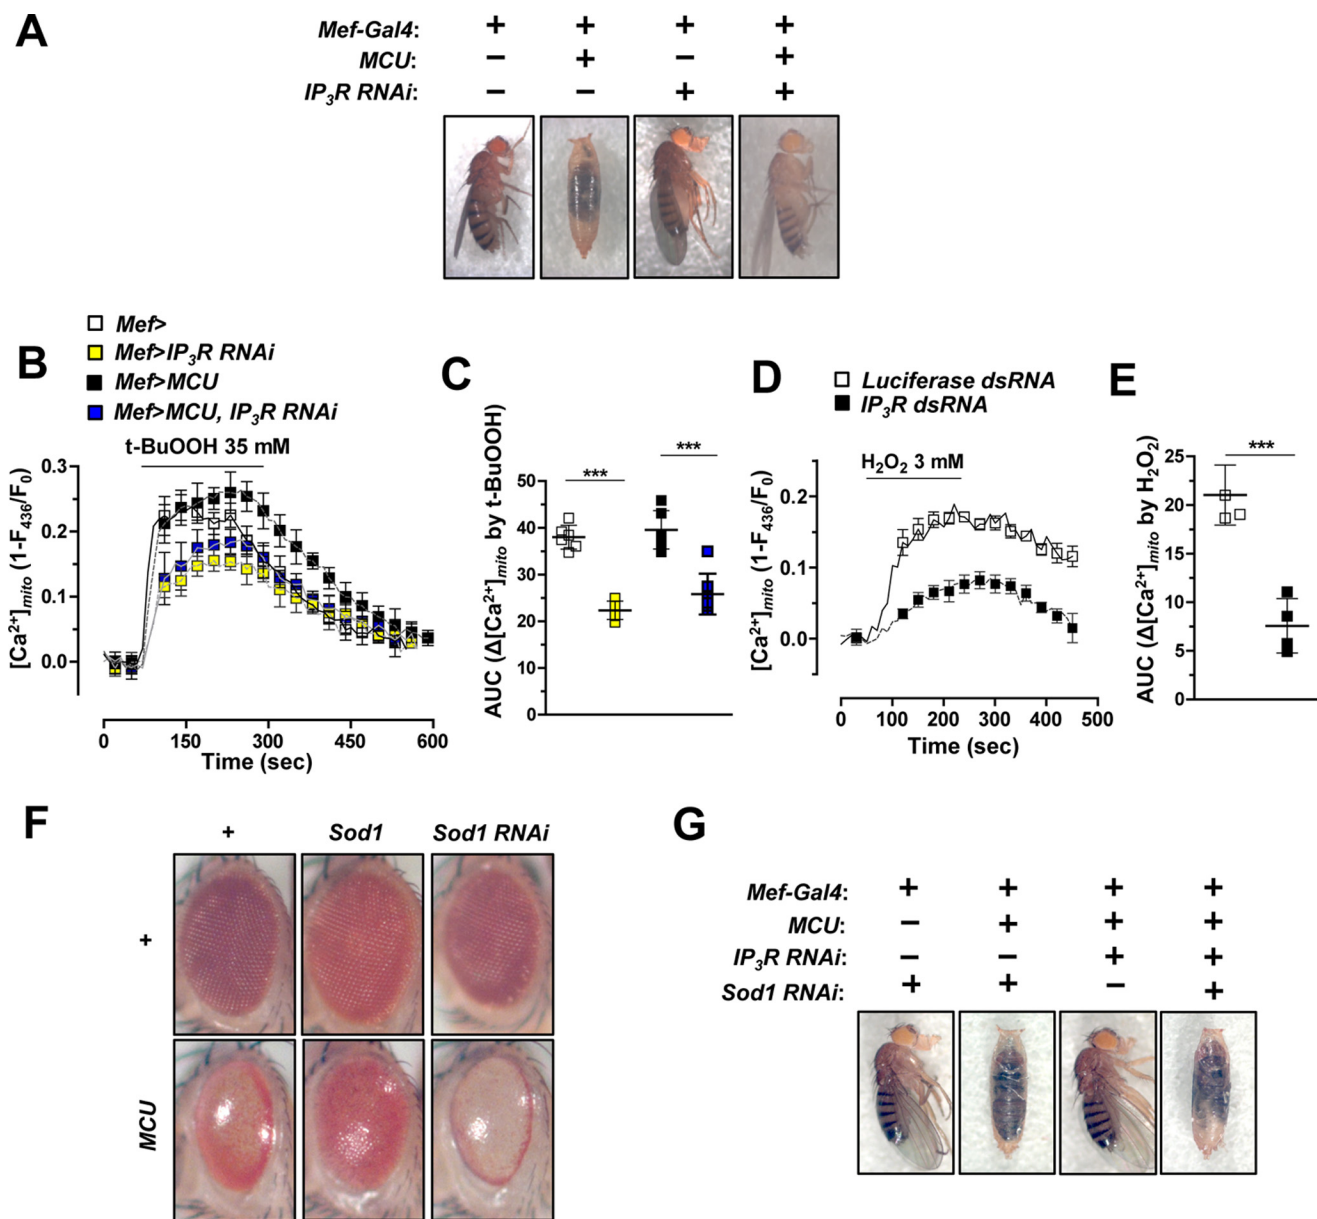 A
Mef-Gal4: + + + +
MCU: – + – +
IP₃R RNAi: – – + +
B
Mef>
Mef>IP₃R RNAi
Mef>MCU
Mef>MCU, IP₃R RNAi
t-BuOOH 35 mM
[Ca²⁺]mito (1-F₄₃₆/F₀)
0.3
0.2
0.1
0.0
0 150 300 450 600
Time (sec)
C
AUC (Δ[Ca²⁺]mito by t-BuOOH)
*** ***
50
40
30
20
10
0
D
Luciferase dsRNA
IP₃R dsRNA
H₂O₂ 3 mM
[Ca²⁺]mito (1-F₄₃₆/F₀)
0.2
0.1
0.0
0 100 200 300 400 500
Time (sec)
E
AUC (Δ[Ca²⁺]mito by H₂O₂)
***
25
20
15
10
5
0
F
+ Sod1 Sod1 RNAi
+
MCU
G
Mef-Gal4: + + + +
MCU: – + + +
IP₃R RNAi: – – + +
Sod1 RNAi: + + – +